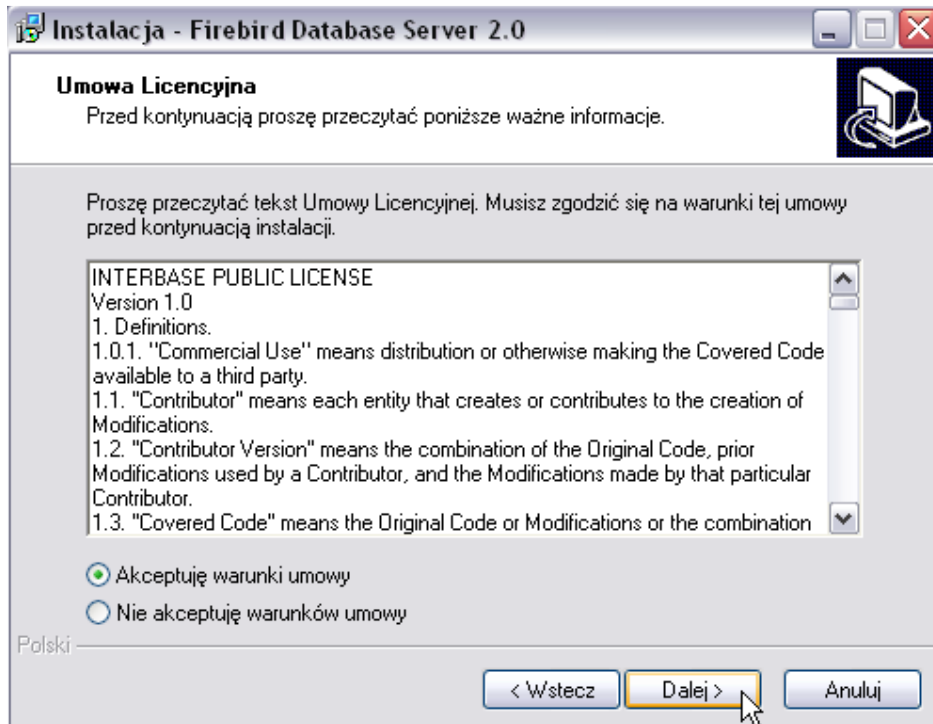 Instalacja - Firebird Database Server 2.0
Umowa Licencyjna
Przed kontynuacją proszę przeczytać poniższe ważne informacje.
Proszę przeczytać tekst Umowy Licencyjnej. Musisz zgodzić się na warunki tej umowy
przed kontynuacją instalacji.
INTERBASE PUBLIC LICENSE
Version 1.0
1. Definitions.
1.0.1. "Commercial Use" means distribution or otherwise making the Covered Code
available to a third party.
1.1. "Contributor" means each entity that creates or contributes to the creation of
Modifications.
1.2. "Contributor Version" means the combination of the Original Code, prior
Modifications used by a Contributor, and the Modifications made by that particular
Contributor.
1.3. "Covered Code" means the Original Code or Modifications or the combination
Akceptuję warunki umowy
Nie akceptuję warunków umowy
Polski
< Wstecz
Dalej >
Anuluj